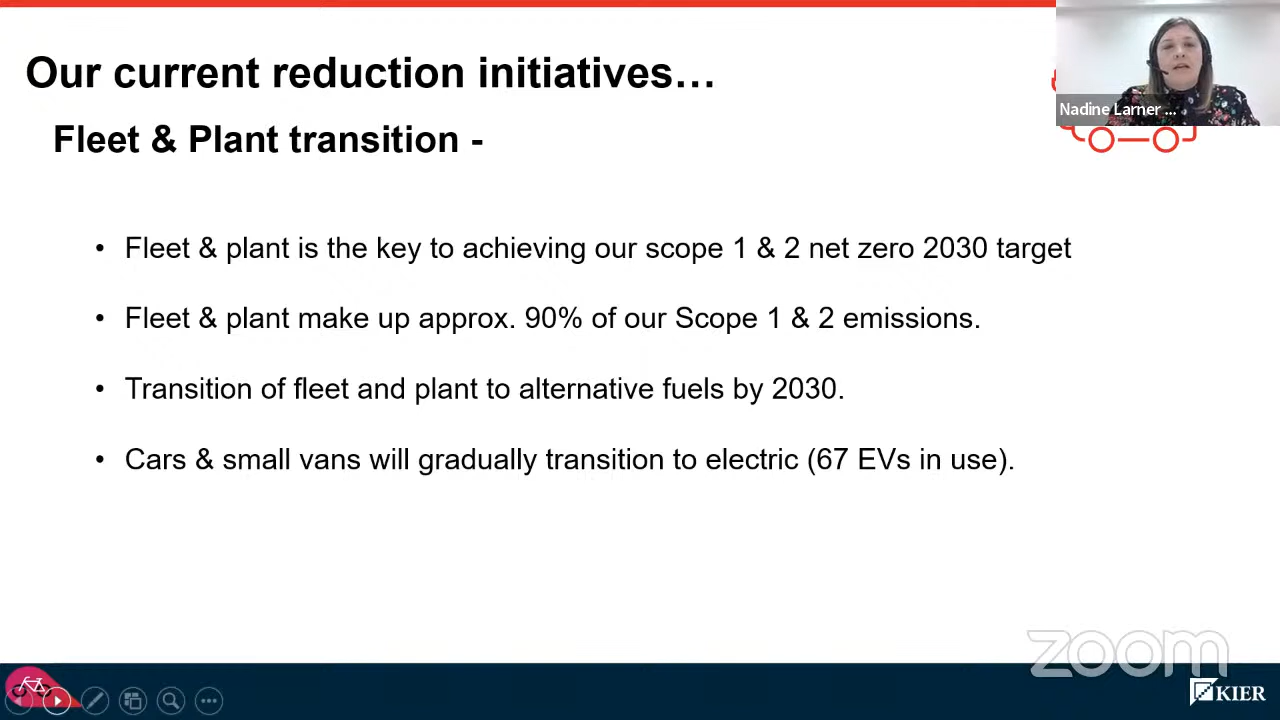 Our current reduction initiatives…
Nadine Larner ...
Fleet & Plant transition -
• Fleet & plant is the key to achieving our scope 1 & 2 net zero 2030 target
• Fleet & plant make up approx. 90% of our Scope 1 & 2 emissions.
• Transition of fleet and plant to alternative fuels by 2030.
• Cars & small vans will gradually transition to electric (67 EVs in use).
zoom
KIER